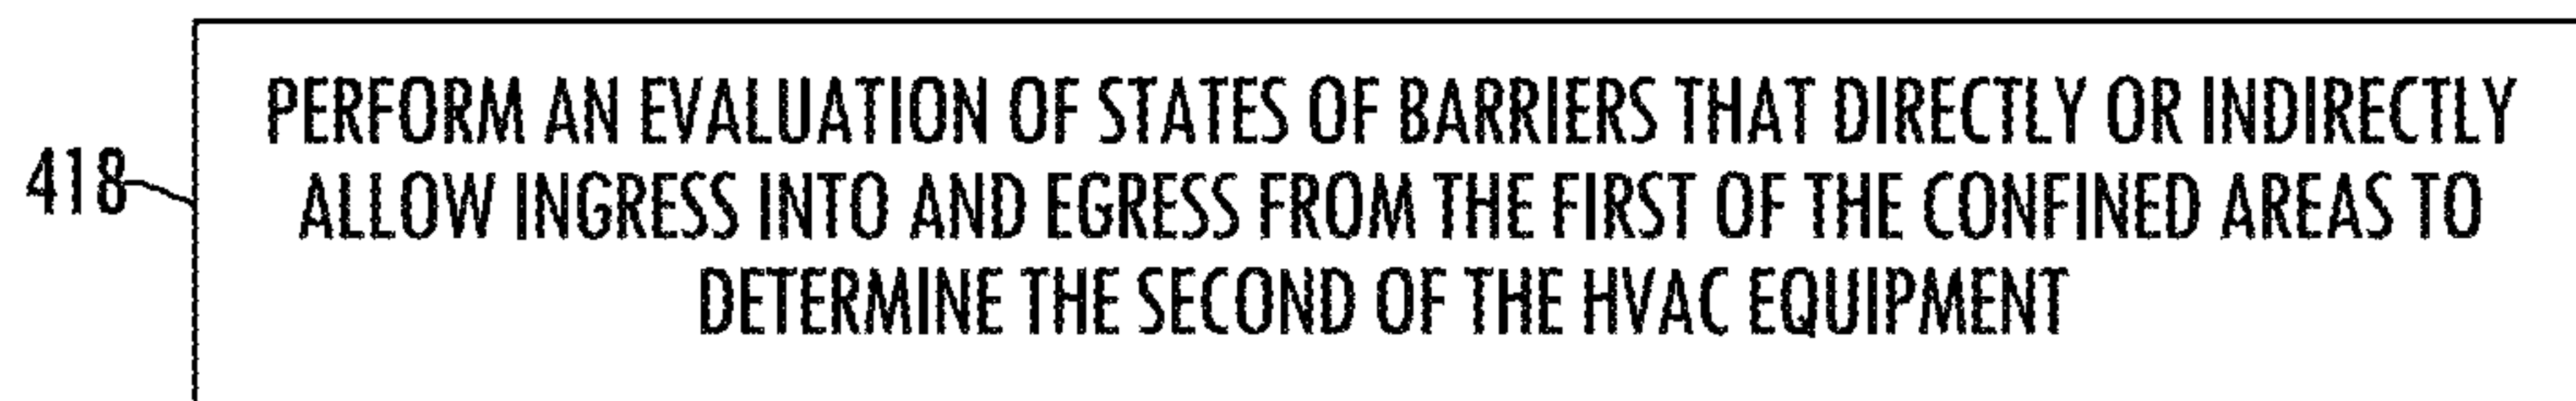 PERFORM AN EVALUATION OF STATES OF BARRIERS THAT DIRECTLY OR INDIRECTLY
418 ALLOW INGRESS INTO AND EGRESS FROM THE FIRST OF THE CONFINED AREAS TO
DETERMINE THE SECOND OF THE HVAC EQUIPMENT